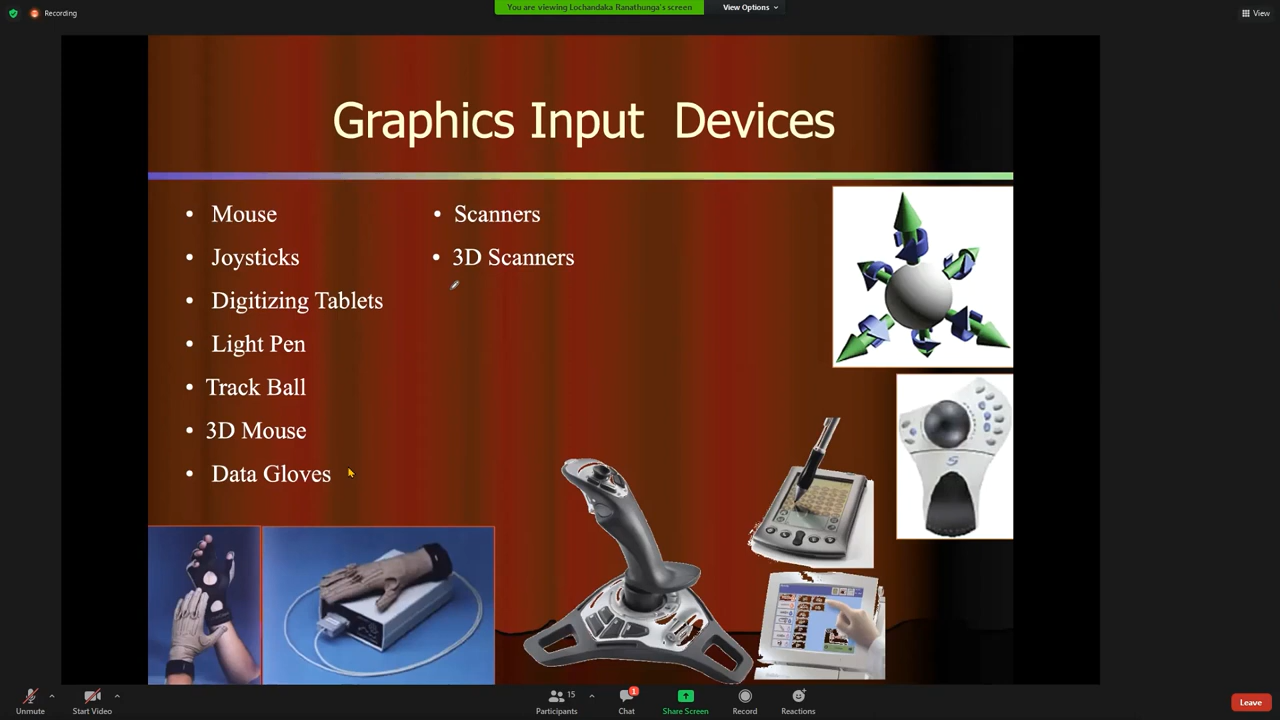 Recording
You are viewing Lochandaka Ranathunga's screen
View Options
View
Graphics Input Devices
• Mouse
• Joysticks
• Digitizing Tablets
• Light Pen
• Track Ball
• 3D Mouse
• Data Gloves
• Scanners
• 3D Scanners
Unmute
Start Video
15
Participants
1
Chat
Share Screen
Record
Reactions
Leave